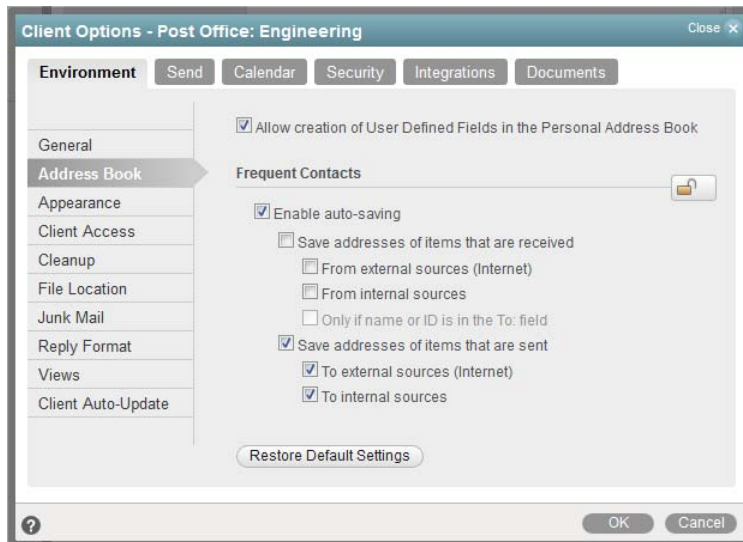 Client Options - Post Office: Engineering
Close
Environment Send Calendar Security Integrations Documents
General
Address Book
Appearance
Client Access
Cleanup
File Location
Junk Mail
Reply Format
Views
Client Auto-Update
Allow creation of User Defined Fields in the Personal Address Book
Frequent Contacts
Enable auto-saving
Save addresses of items that are received
From external sources (Internet)
From internal sources
Only if name or ID is in the To: field
Save addresses of items that are sent
To external sources (Internet)
To internal sources
Restore Default Settings
?
OK Cancel